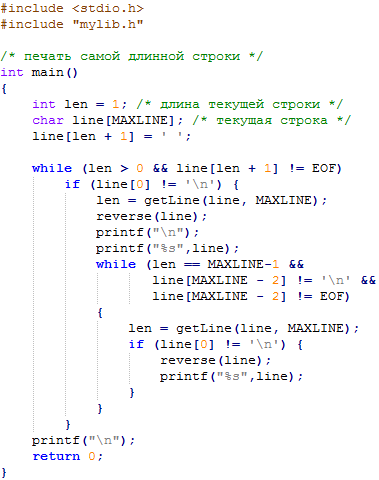 #include <stdio.h>
#include "mylib.h"

/* печать самой длинной строки */
int main()
{
    int len = 1; /* длина текущей строки */
    char line[MAXLINE]; /* текущая строка */
    line[len + 1] = ' ';

    while (len > 0 && line[len + 1] != EOF)
        if (line[0] != '\n') {
            len = getLine(line, MAXLINE);
            reverse(line);
            printf("\n");
            printf("%s",line);
            while (len == MAXLINE-1 &&
                   line[MAXLINE - 2] != '\n' &&
                   line[MAXLINE - 2] != EOF)
            {
                len = getLine(line, MAXLINE);
                if (line[0] != '\n') {
                    reverse(line);
                    printf("%s",line);
                }
            }
        }
    printf("\n");
    return 0;
}